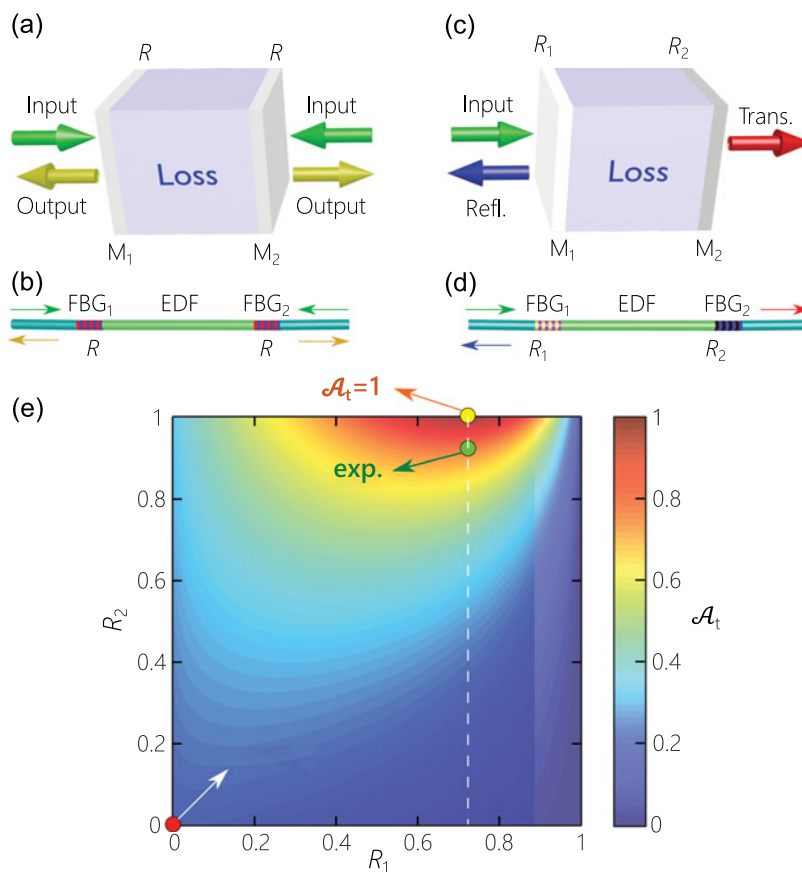 (a)
R R
Input Input
Loss
Output Output
M1 M2
(c)
R1 R2
Input Trans.
Loss
Refl.
M1 M2
(b)
FBG1 EDF FBG2
R R
(d)
FBG1 EDF FBG2
R1 R2
(e)
𝒜t=1
exp.
1
0.8
0.6
0.4
0.2
0
R2
0 0.2 0.4 0.6 0.8 1
R1
1
0.8
0.6
0.4
0.2
0
𝒜t